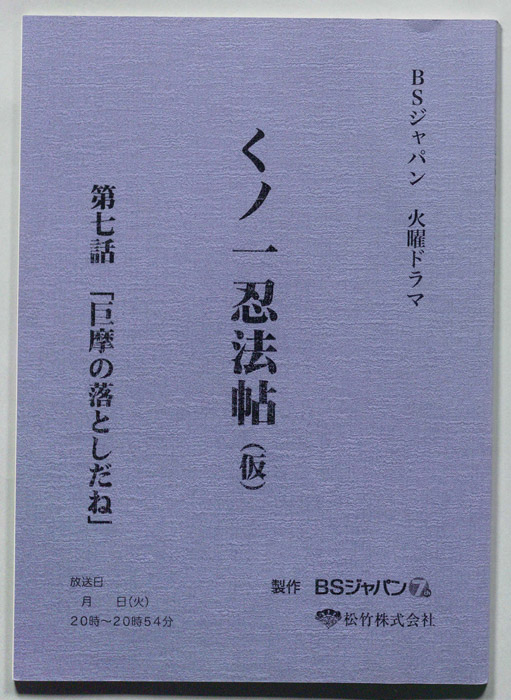 BSジャパン 火曜ドラマ
くノ一忍法帖(仮)
第七話 「巨摩の落としだね」
放送日
月 日(火)
20時〜20時54分
製作 BSジャパン 7
松竹株式会社